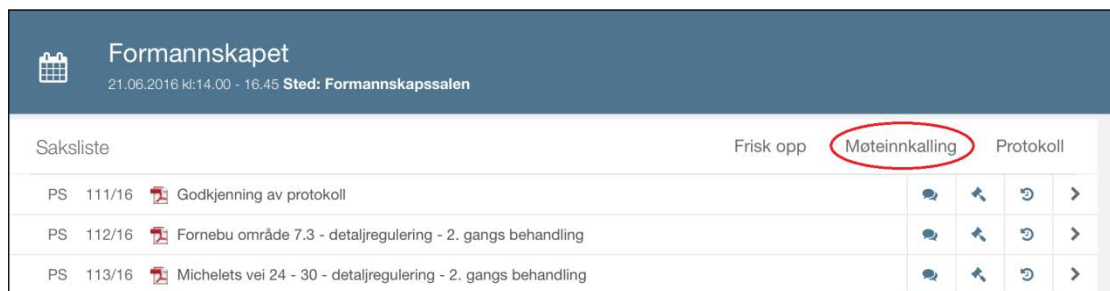 Formannskapet
21.06.2016 kl:14.00 - 16.45 Sted: Formannskapssalen
Saksliste Frisk opp Møteinnkalling Protokoll
PS 111/16 Godkjenning av protokoll
PS 112/16 Fornebu område 7.3 - detaljregulering - 2. gangs behandling
PS 113/16 Michelets vei 24 - 30 - detaljregulering - 2. gangs behandling